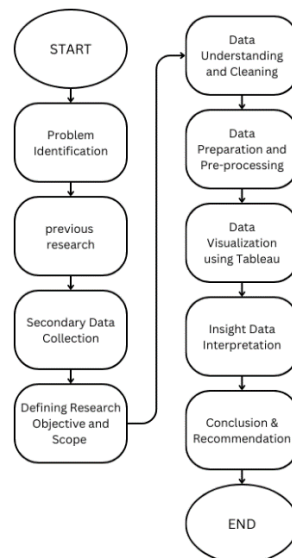 START
Problem
Identification
previous
research
Secondary Data
Collection
Defining Research
Objective and Scope
Data
Understanding
and Cleaning
Data
Preparation and
Pre-processing
Data
Visualization
using Tableau
Insight Data
Interpretation
Conclusion &
Recommendation
END